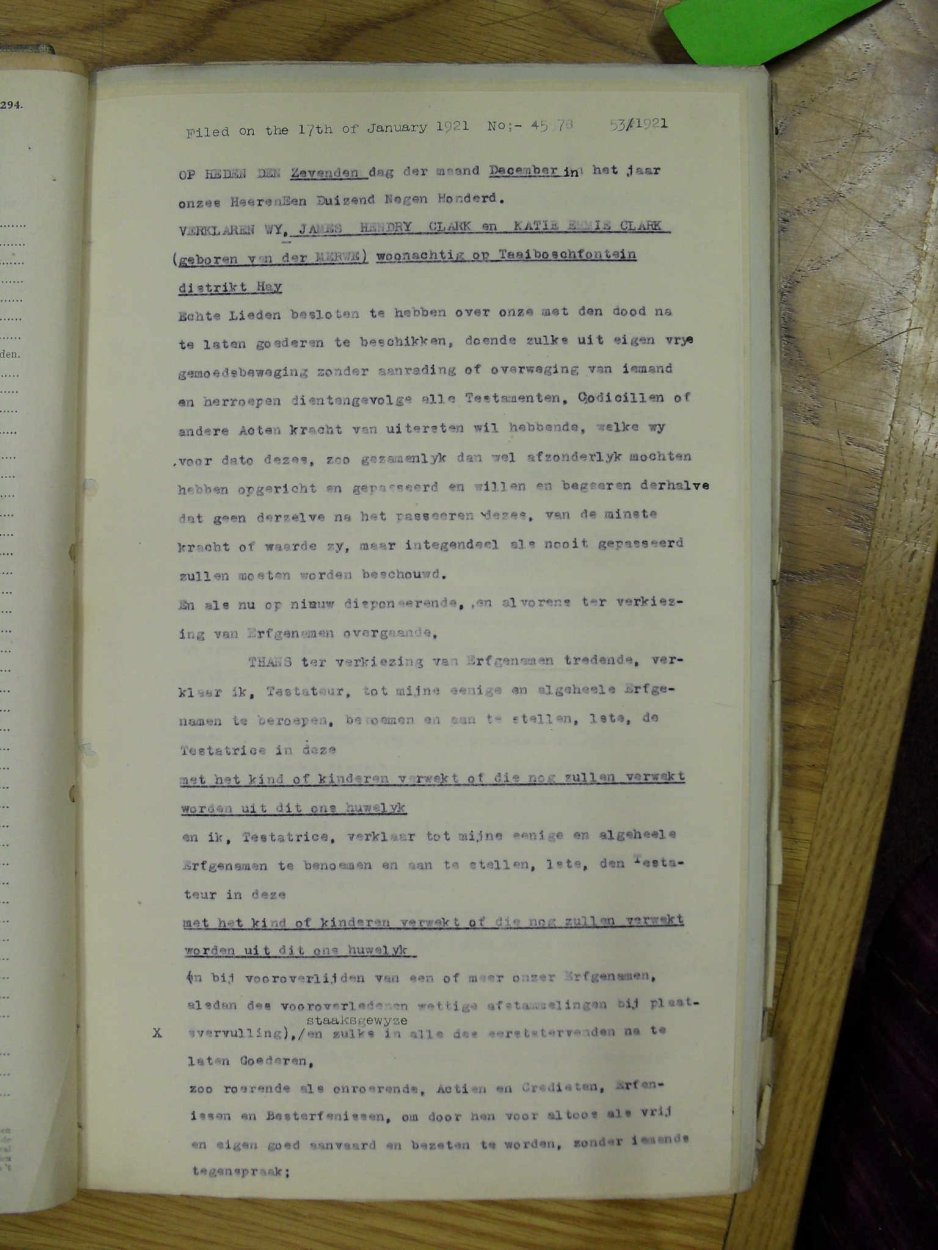 294.
den.
Filed on the 17th of January 1921 No:- 45 78 53/1921
OP HEDEN DEN Zevenden dag der maand December in het jaar
onzes HeerenEen Duizend Negen Honderd.
VERKLAREN WY, JAMES HENDRY CLARK en KATIE EMMIE CLARK
(geboren van der MERWE) woonachtig op Taaiboschfontein
distrikt Hay
Echte Lieden besloten te hebben over onze met den dood na
te laten goederen te beschikken, doende zulks uit eigen vrye
gemoedsbeweging zonder aanrading of overweging van iemand
en herroepen dientengevolge alle Testamenten, Codicillen of
andere Acten kracht van uitersten wil hebbende, welke wy
voor dato dezes, zoo gezamenlyk dan wel afzonderlyk mochten
hebben opgericht en gepasseerd en willen en begeeren derhalve
dat geen derzelve na het passeeren dezes, van de minste
kracht of waarde zy, maar integendeel als nooit gepasseerd
zullen moeten worden beschouwd.
En als nu op nieuw disponeerende, en alvorens ter verkiez-
ing van Erfgenamen overgaande,
THANS ter verkiezing van Erfgenamen tredende, ver-
klaar ik, Testateur, tot mijne eenige en algeheele Erfge-
namen te beroepen, benoemen en aan te stellen, 1ste, de
Testatrice in deze
met het kind of kinderen verwekt of die nog zullen verwekt
worden uit dit ons huwelyk
en ik, Testatrice, verklaar tot mijne eenige en algeheele
Erfgenamen te benoemen en aan te stellen, 1ste, den Testa-
teur in deze
met het kind of kinderen verwekt of die nog zullen verwekt
worden uit dit ons huwelyk
(n bij vooroverlijden van een of meer onzer Erfgenamen,
alsdan des vooroverledenen wettige afstammelingen bij plaat-
staaksgewyze
X svervulling),/en zulks in alle des eerststervenden na te
laten Goederen,
zoo roerende als onroerende, Actien en Credieten, Erfen-
issen en Besterfenissen, om door hen voor altoos als vrij
en eigen goed aanvaard en bezeten te worden, zonder iemands
tegenspraak;